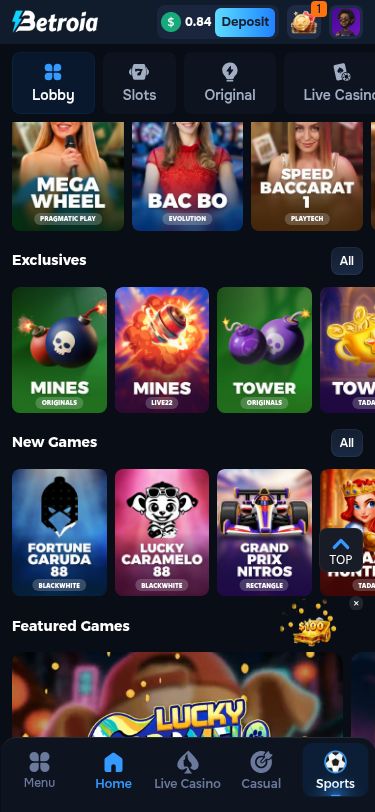 Betroia
$ 0.84 Deposit
1
Lobby
Slots
Original
Live Casino
MEGA
WHEEL
PRAGMATIC PLAY
BAC BO
EVOLUTION
SPEED
BACCARAT
1
PLAYTECH
Exclusives
All
MINES
ORIGINALS
MINES
LIVE22
TOWER
ORIGINALS
TOW
TADA
New Games
All
FORTUNE
GARUDA
88
BLACKWHITE
LUCKY
CARAMELO
88
BLACKWHITE
GRAND
PRIX
NITROS
RECTANGLE
HUNT
TADA
TOP
Featured Games
$100
LUCKY
Menu
Home
Live Casino
Casual
Sports